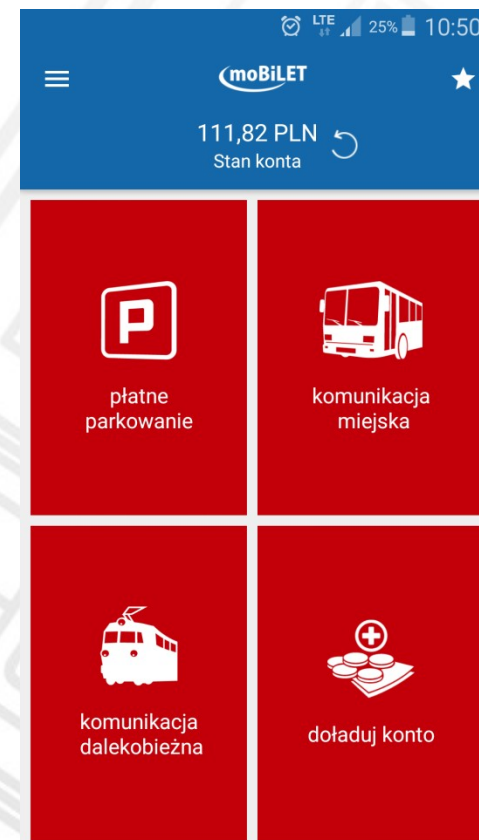 LTE 25% 10:50
moBiLET
111,82 PLN
Stan konta
P
płatne
parkowanie
komunikacja
miejska
komunikacja
dalekobieżna
doładuj konto